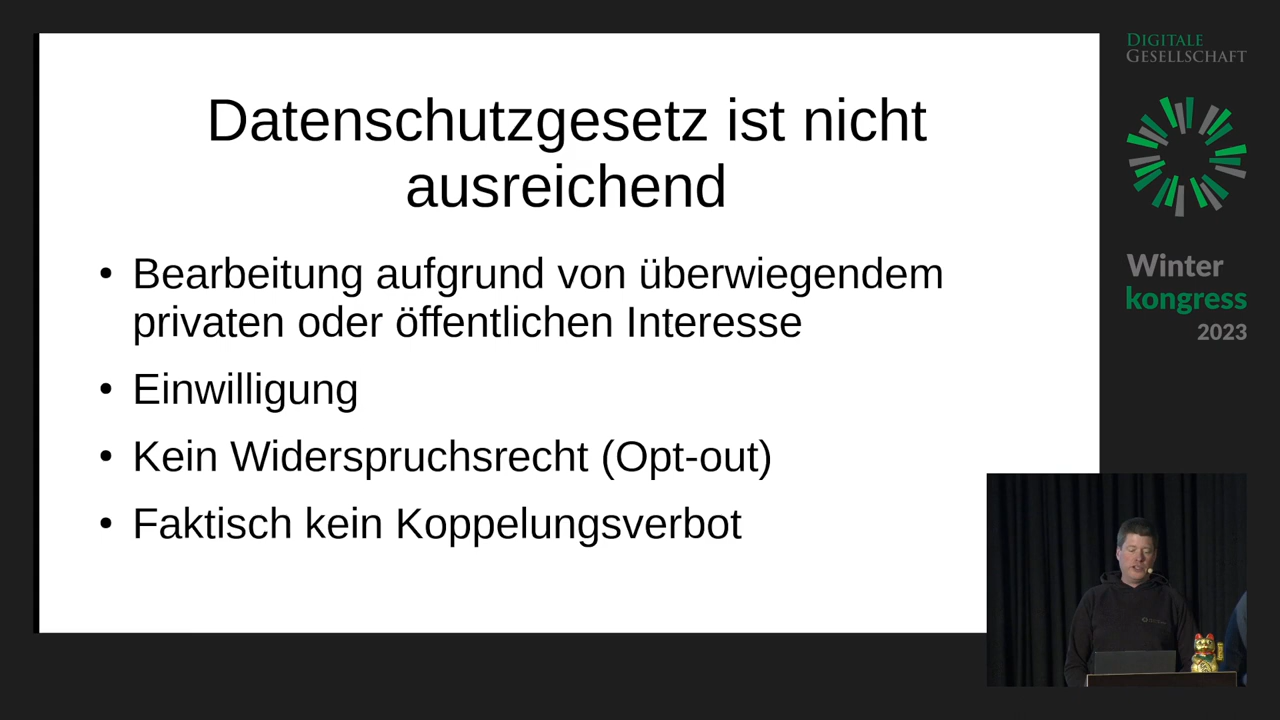 Datenschutzgesetz ist nicht
ausreichend
• Bearbeitung aufgrund von überwiegendem
privaten oder öffentlichen Interesse
• Einwilligung
• Kein Widerspruchsrecht (Opt-out)
• Faktisch kein Koppelungsverbot
DIGITALE
GESELLSCHAFT
Winter
kongress
2023